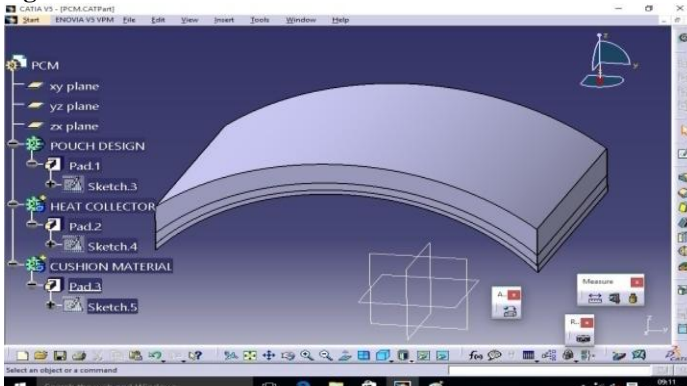 CATIA V5 - [PCM.CATPart]
Start ENOVIA V5 VPM File Edit View Insert Tools Window Help
PCM
xy plane
yz plane
zx plane
POUCH DESIGN
Pad.1
Sketch.3
HEAT COLLECTOR
Pad.2
Sketch.4
CUSHION MATERIAL
Pad.3
Sketch.5
z
y
Measure
A...
R...
Select an object or a command
09:11